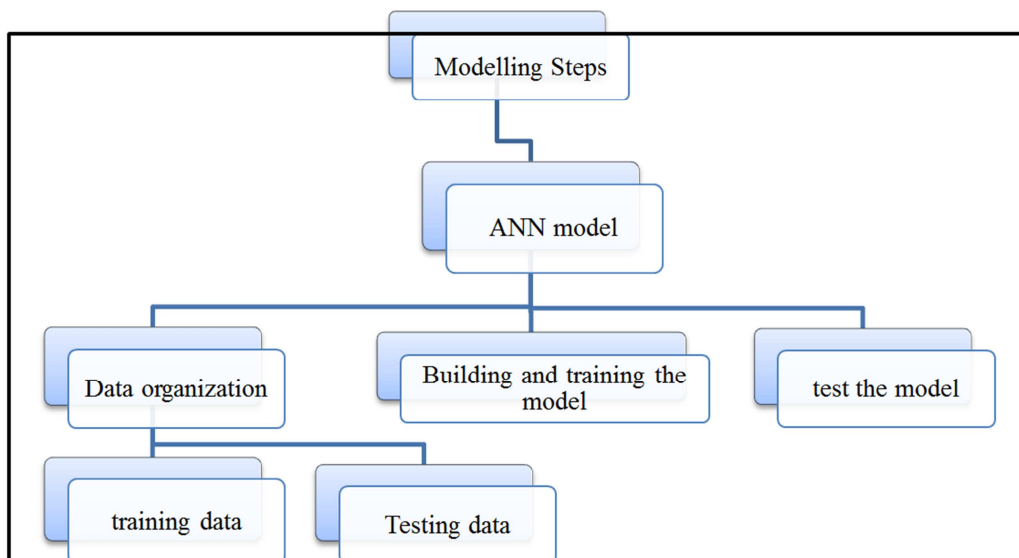 Modelling Steps
ANN model
Data organization
Building and training the
model
test the model
training data
Testing data